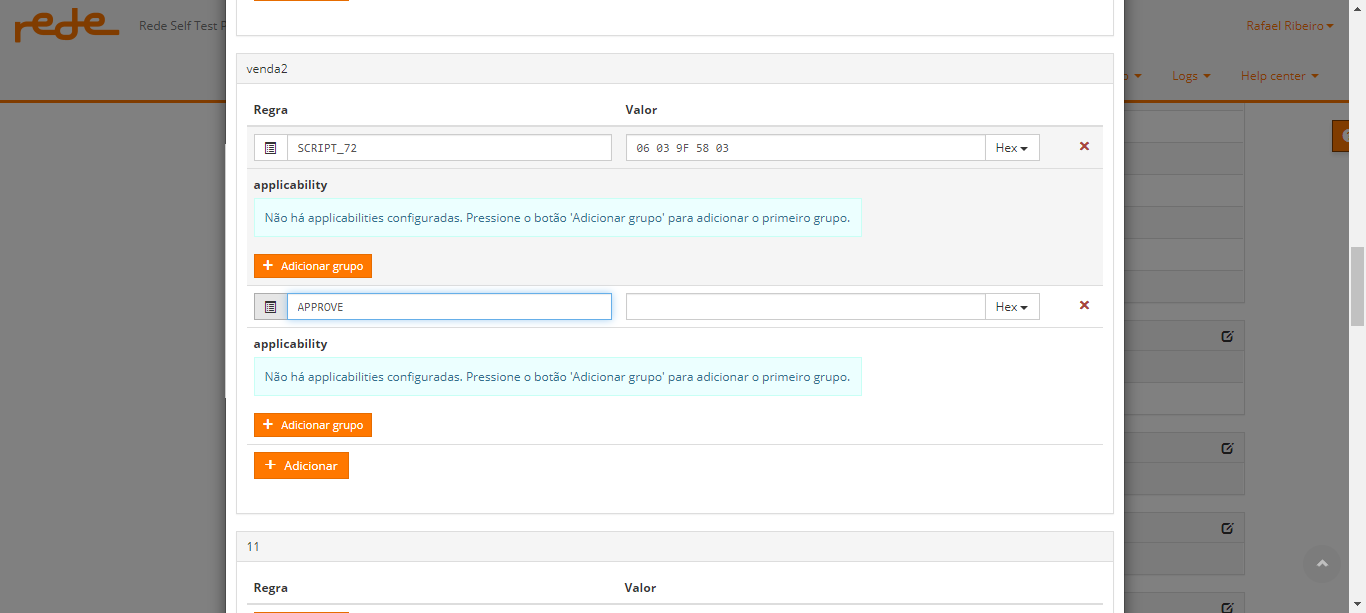 rede
Rede Self Test
Rafael Ribeiro
Logs
Help center
venda2
Regra Valor
SCRIPT_72 06 03 9F 58 03 Hex
applicability
Não há applicabilities configuradas. Pressione o botão 'Adicionar grupo' para adicionar o primeiro grupo.
+ Adicionar grupo
APPROVE Hex
applicability
Não há applicabilities configuradas. Pressione o botão 'Adicionar grupo' para adicionar o primeiro grupo.
+ Adicionar grupo
+ Adicionar
11
Regra Valor